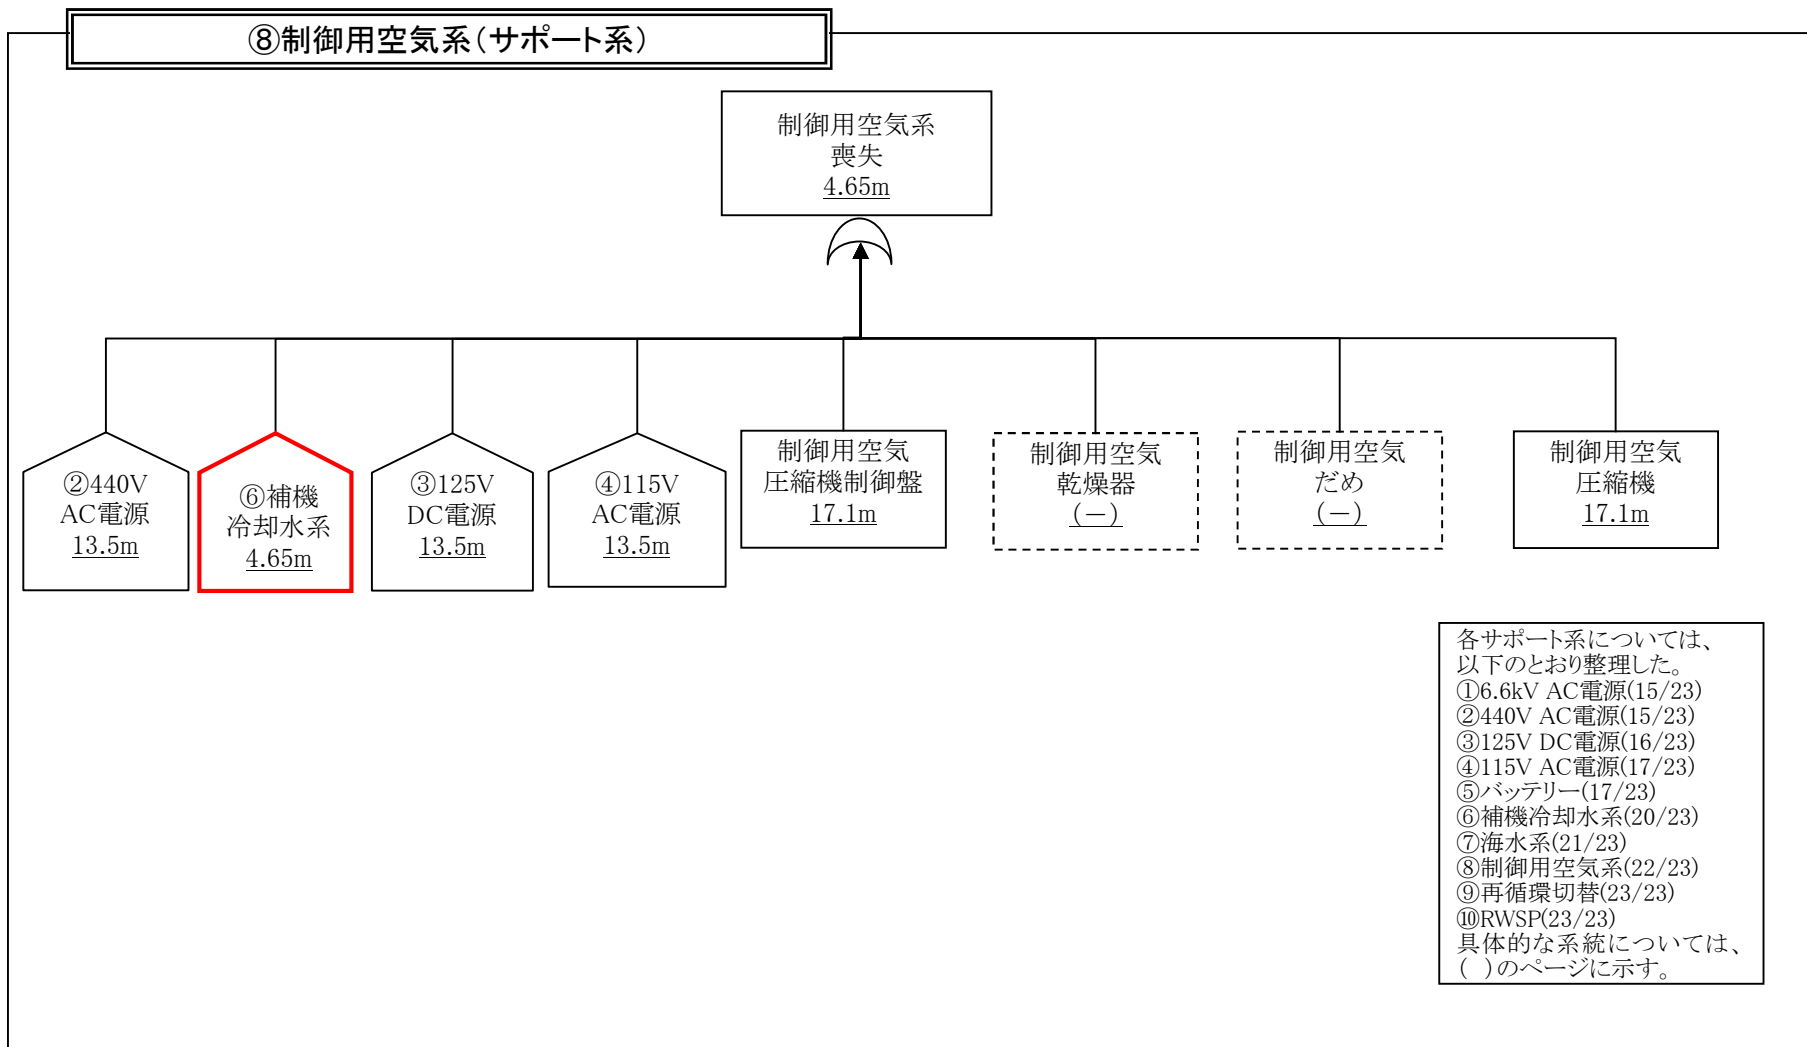 ⑧制御用空気系(サポート系)
制御用空気系
喪失
4.65m
②440V
AC電源
13.5m
⑥補機
冷却水系
4.65m
③125V
DC電源
13.5m
④115V
AC電源
13.5m
制御用空気
圧縮機制御盤
17.1m
制御用空気
乾燥器
(-)
制御用空気
だめ
(-)
制御用空気
圧縮機
17.1m
各サポート系については、
以下のとおり整理した。
①6.6kV AC電源(15/23)
②440V AC電源(15/23)
③125V DC電源(16/23)
④115V AC電源(17/23)
⑤バッテリー(17/23)
⑥補機冷却水系(20/23)
⑦海水系(21/23)
⑧制御用空気系(22/23)
⑨再循環切替(23/23)
⑩RWSP(23/23)
具体的な系統については、
( )のページに示す。